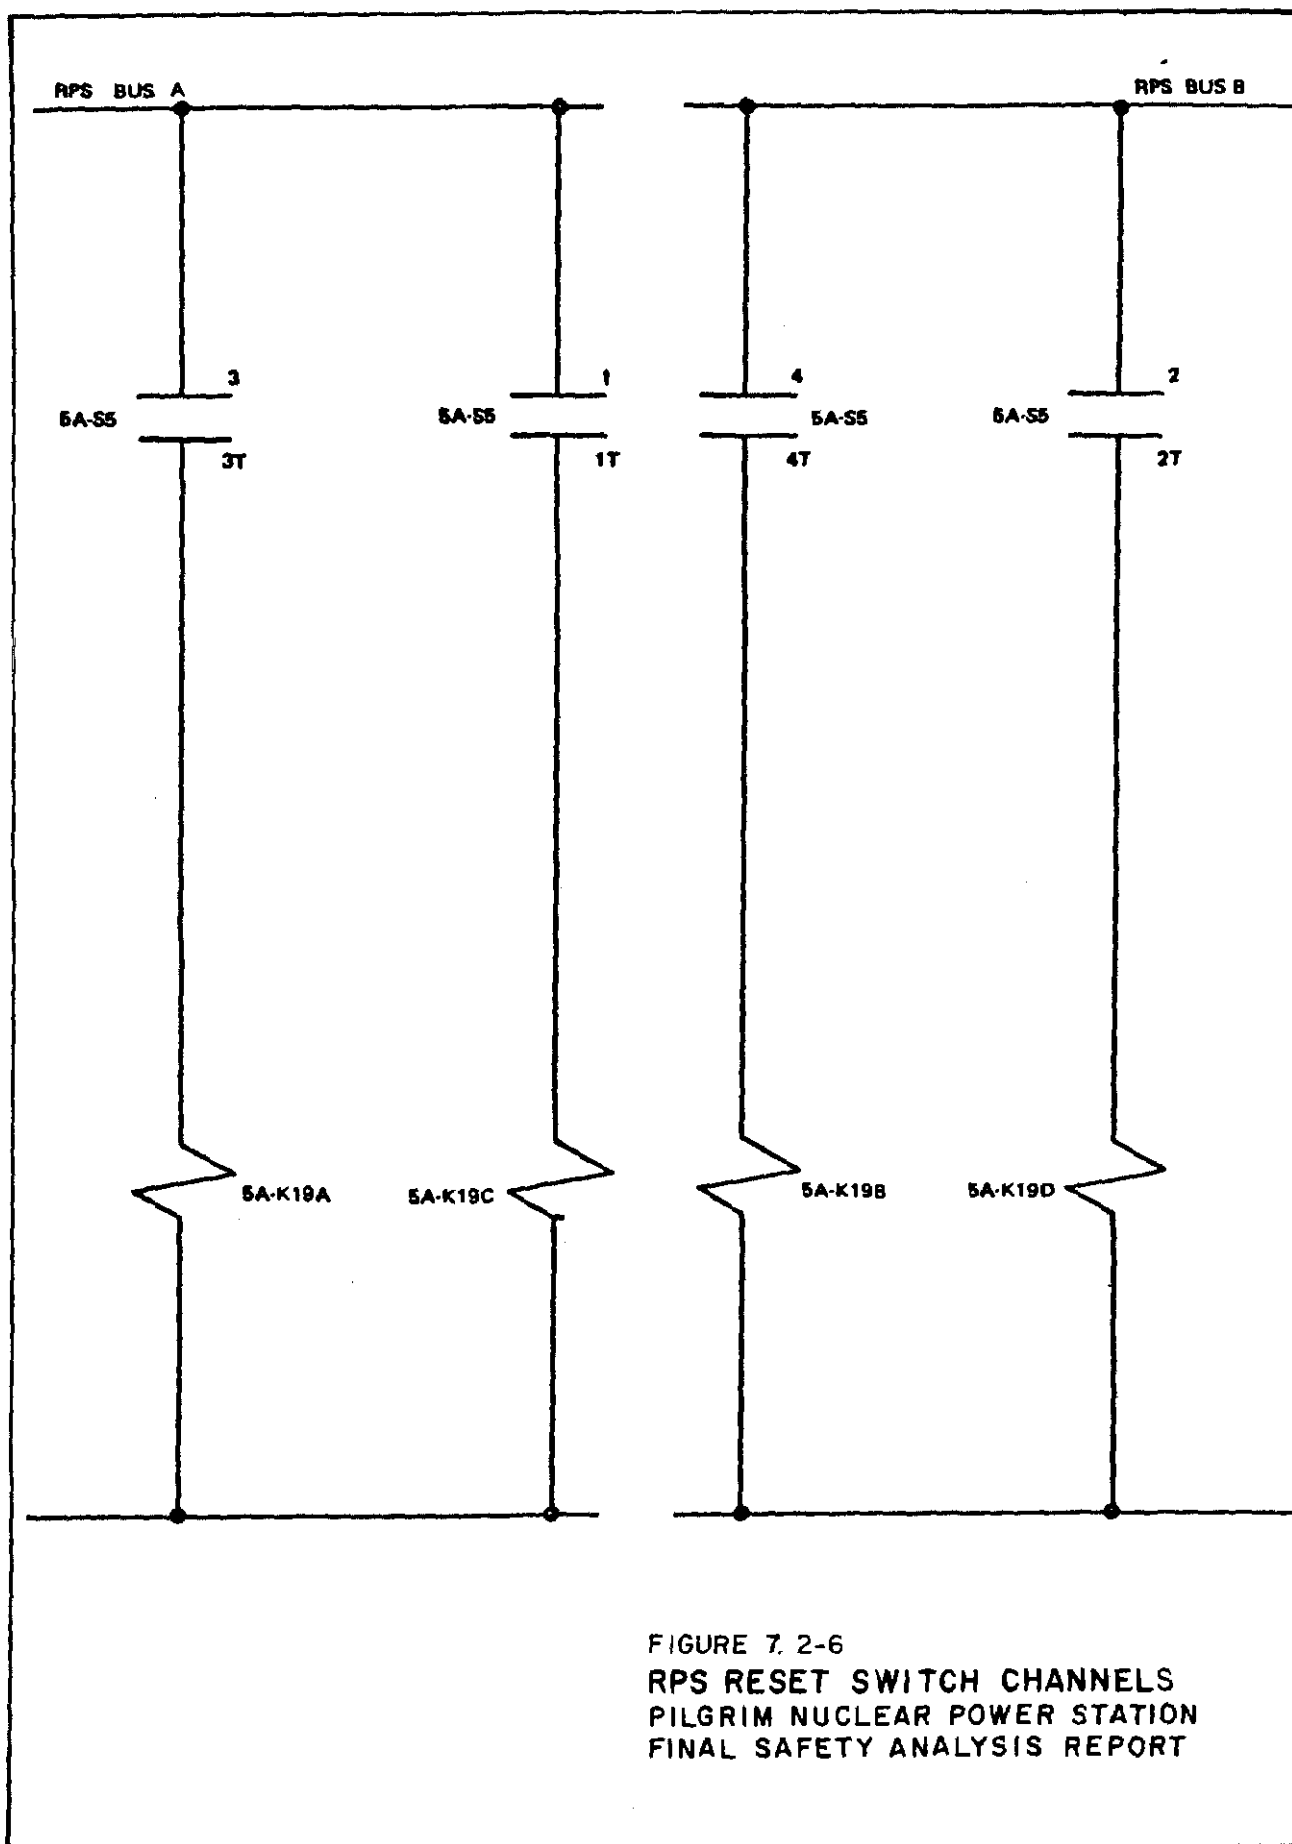 RPS BUS A
RPS BUS B
3
1
4
2
5A-S5
5A-S5
5A-S5
5A-S5
3T
1T
4T
2T
5A-K19A
5A-K19C
5A-K19B
5A-K19D
FIGURE 7.2-6
RPS RESET SWITCH CHANNELS
PILGRIM NUCLEAR POWER STATION
FINAL SAFETY ANALYSIS REPORT